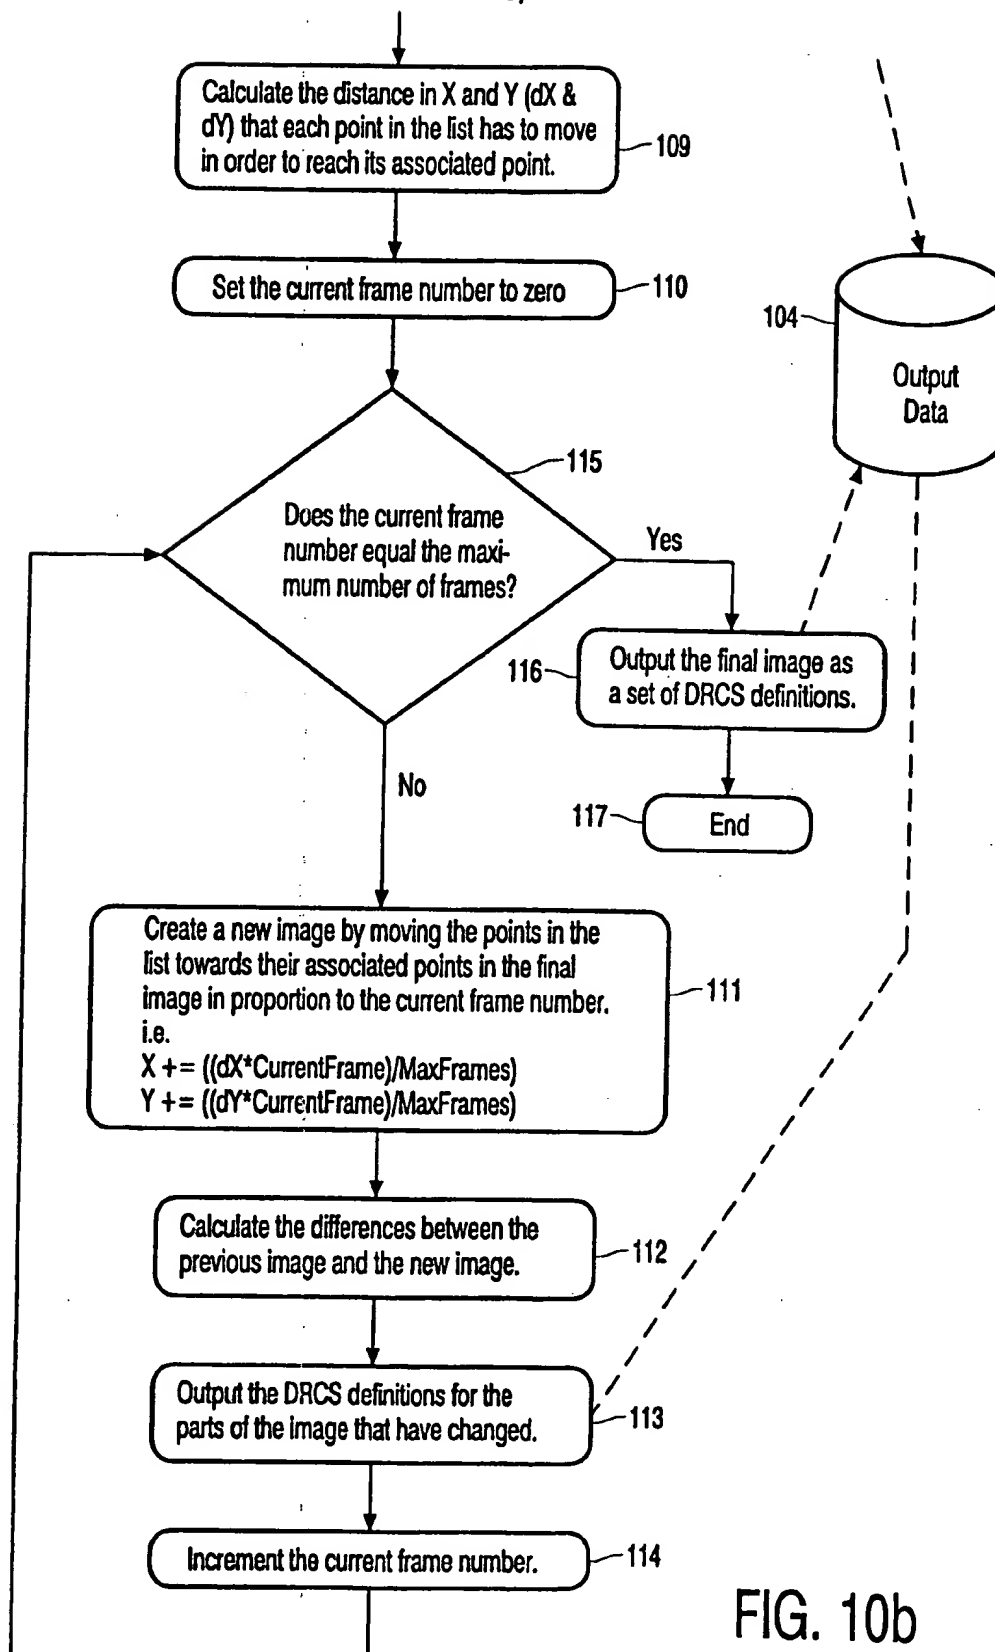 Calculate the distance in X and Y (dX &
dY) that each point in the list has to move
in order to reach its associated point.
109
Set the current frame number to zero
110
104
Output
Data
115
Does the current frame
number equal the maxi-
mum number of frames?
Yes
116
Output the final image as
a set of DRCS definitions.
No
117
End
Create a new image by moving the points in the
list towards their associated points in the final
image in proportion to the current frame number.
i.e.
X += ((dX*CurrentFrame)/MaxFrames)
Y += ((dY*CurrentFrame)/MaxFrames)
111
Calculate the differences between the
previous image and the new image.
112
Output the DRCS definitions for the
parts of the image that have changed.
113
Increment the current frame number.
114
FIG. 10b